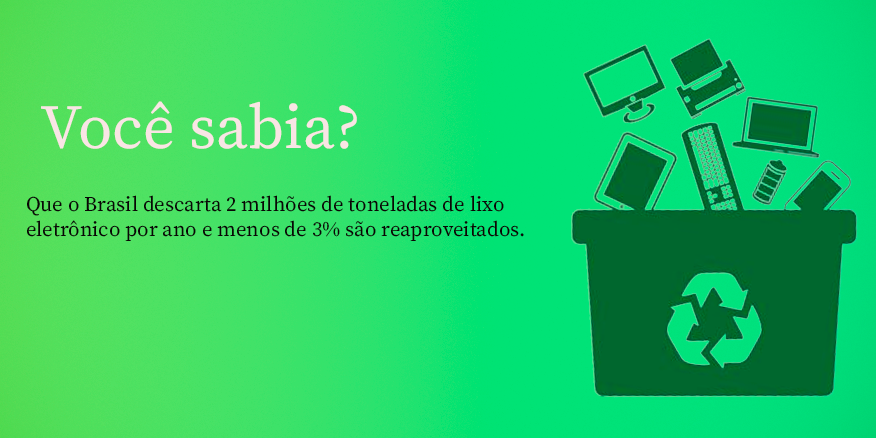 Você sabia?
Que o Brasil descarta 2 milhões de toneladas de lixo
eletrônico por ano e menos de 3% são reaproveitados.